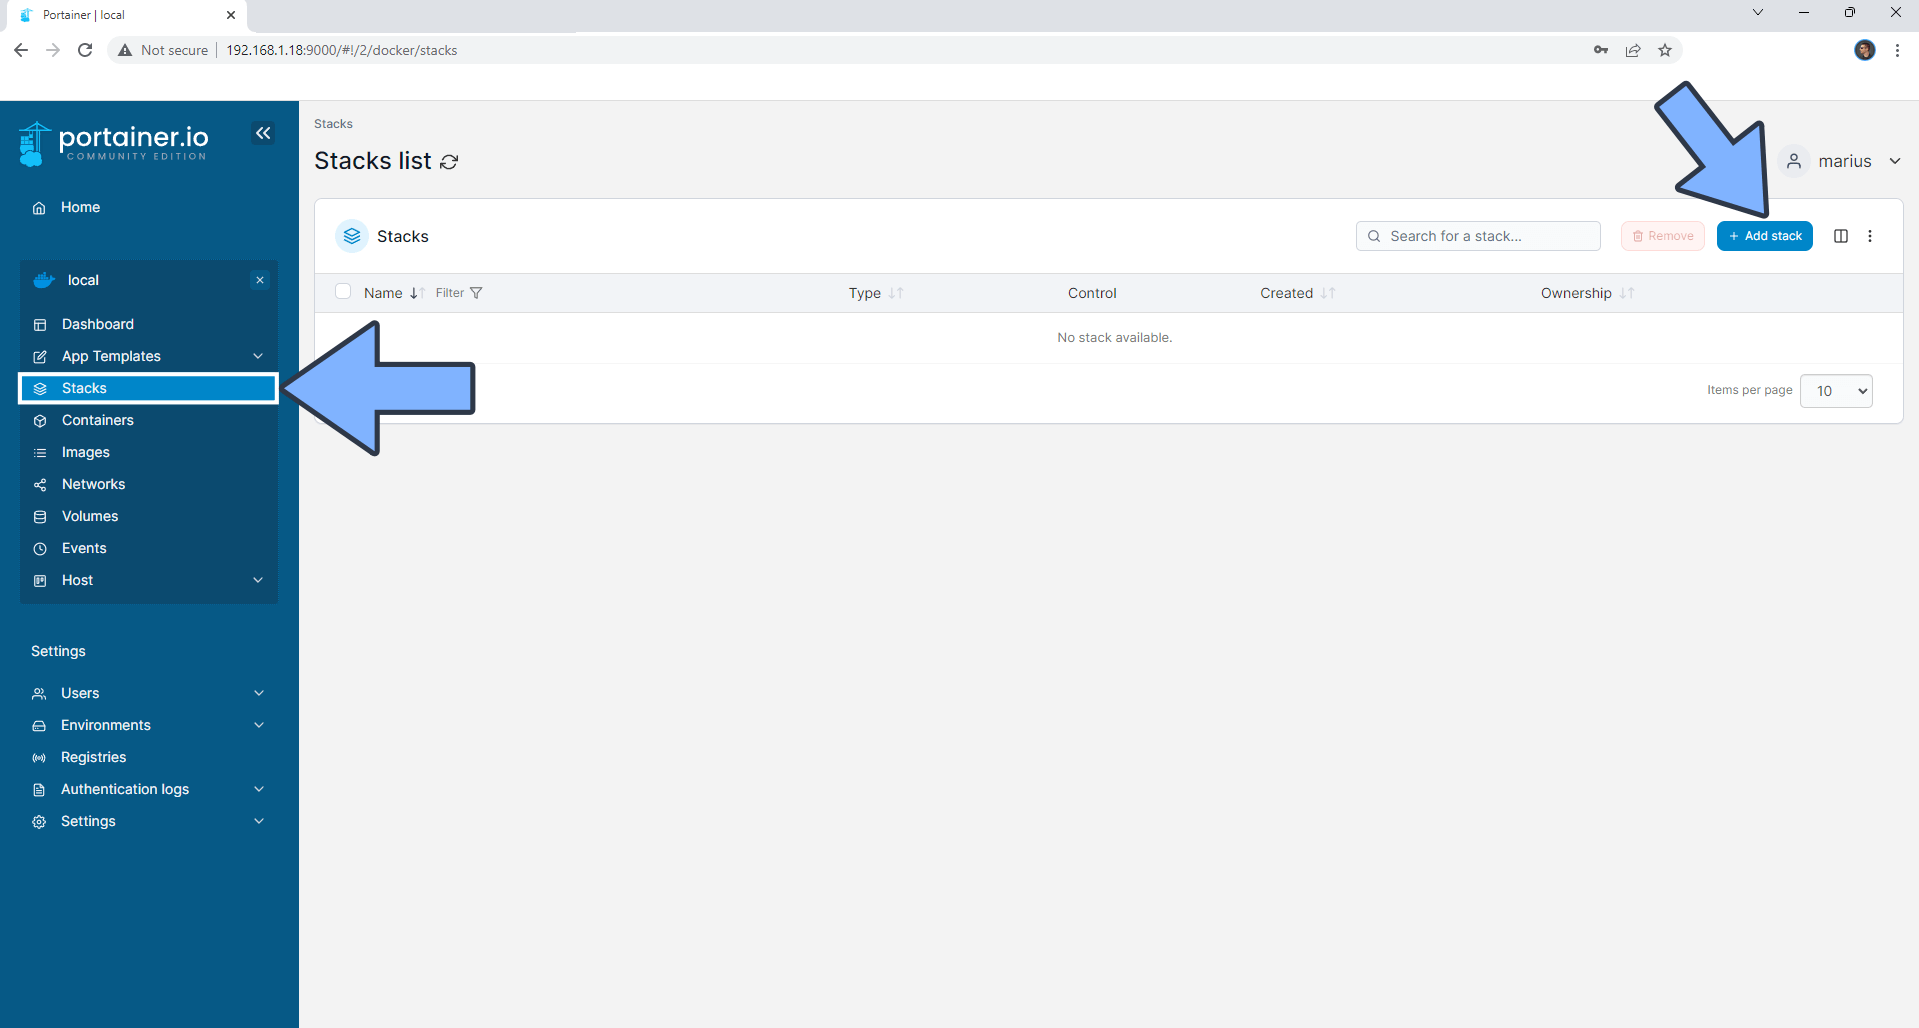 Portainer | local
Not secure
192.168.1.18:9000/#!/2/docker/stacks
portainer.io
COMMUNITY EDITION
Home
local
Dashboard
App Templates
Stacks
Containers
Images
Networks
Volumes
Events
Host
Settings
Users
Environments
Registries
Authentication logs
Settings
Stacks
Stacks list
marius
Stacks
Search for a stack...
Remove
+ Add stack
Name
Filter
Type
Control
Created
Ownership
No stack available.
Items per page
10